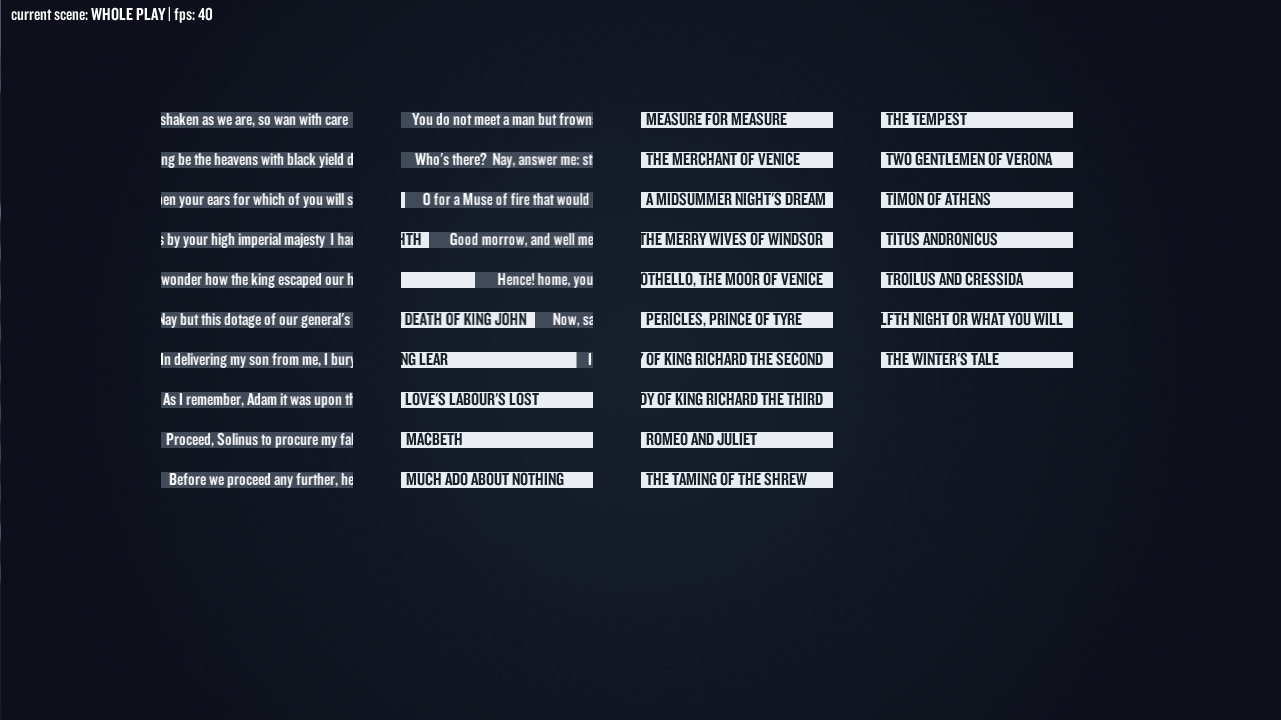 current scene: WHOLE PLAY | fps: 40
shaken as we are, so wan with care
ng be the heavens with black yield d
en your ears for which of you will s
s by your high imperial majesty I had
wonder how the king escaped our h
Nay but this dotage of our general's
In delivering my son from me, I bury
As I remember, Adam it was upon th
Proceed, Solinus to procure my fal
Before we proceed any further, he
You do not meet a man but frown
Who's there? Nay, answer me: st
O for a Muse of fire that would
HTH Good morrow, and well me
Hence! home, you
DEATH OF KING JOHN Now, sa
NG LEAR I
LOVE'S LABOUR'S LOST
MACBETH
MUCH ADO ABOUT NOTHING
MEASURE FOR MEASURE
THE MERCHANT OF VENICE
A MIDSUMMER NIGHT'S DREAM
THE MERRY WIVES OF WINDSOR
OTHELLO, THE MOOR OF VENICE
PERICLES, PRINCE OF TYRE
OF KING RICHARD THE SECOND
DY OF KING RICHARD THE THIRD
ROMEO AND JULIET
THE TAMING OF THE SHREW
THE TEMPEST
TWO GENTLEMEN OF VERONA
TIMON OF ATHENS
TITUS ANDRONICUS
TROILUS AND CRESSIDA
LFTH NIGHT OR WHAT YOU WILL
THE WINTER'S TALE